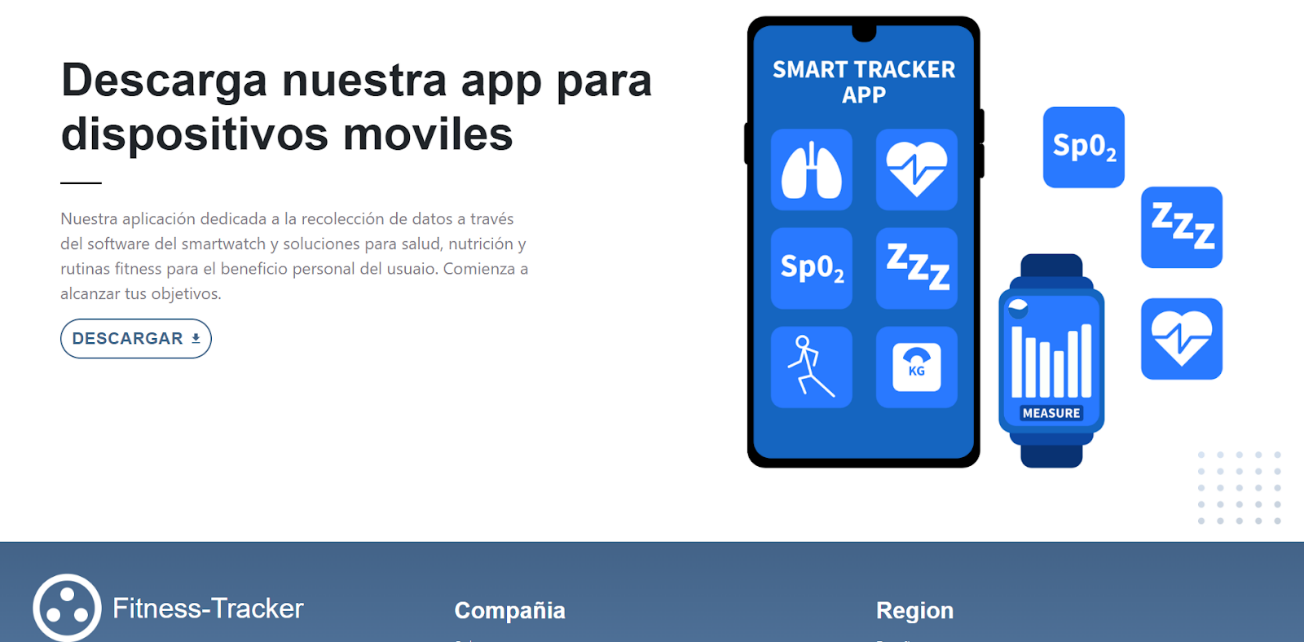 Descarga nuestra app para
dispositivos moviles
Nuestra aplicación dedicada a la recolección de datos a través
del software del smartwatch y soluciones para salud, nutrición y
rutinas fitness para el beneficio personal del usuaio. Comienza a
alcanzar tus objetivos.
DESCARGAR
SMART TRACKER
APP
Sp0₂
zzz
KG
Sp0₂
zzz
MEASURE
Fitness-Tracker
Compañia
Region